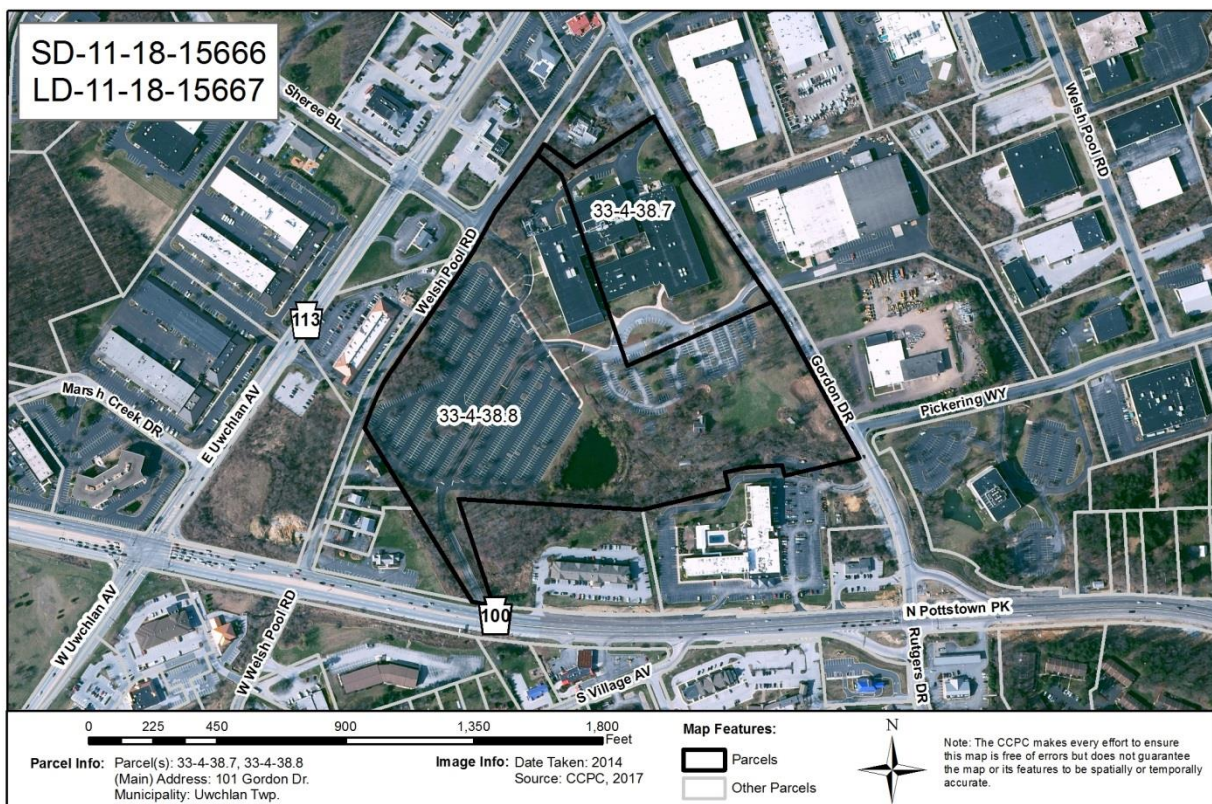 SD-11-18-15666
LD-11-18-15667
Sheree BL
Welsh Pool RD
33-4-38.7
Welsh Pool RD
113
Marsh Creek DR
E Uwchlan AV
33-4-38.8
Gordon DR
Pickering WY
100
N Pottstown PK
W Uwchlan AV
W Welsh Pool RD
S Village AV
Rutgers DR
0 225 450 900 1,350 1,800
Feet
Parcel Info: Parcel(s): 33-4-38.7, 33-4-38.8
(Main) Address: 101 Gordon Dr.
Municipality: Uwchlan Twp.
Image Info: Date Taken: 2014
Source: CCPC, 2017
Map Features:
Parcels
Other Parcels
N
Note: The CCPC makes every effort to ensure
this map is free of errors but does not guarantee
the map or its features to be spatially or temporally
accurate.